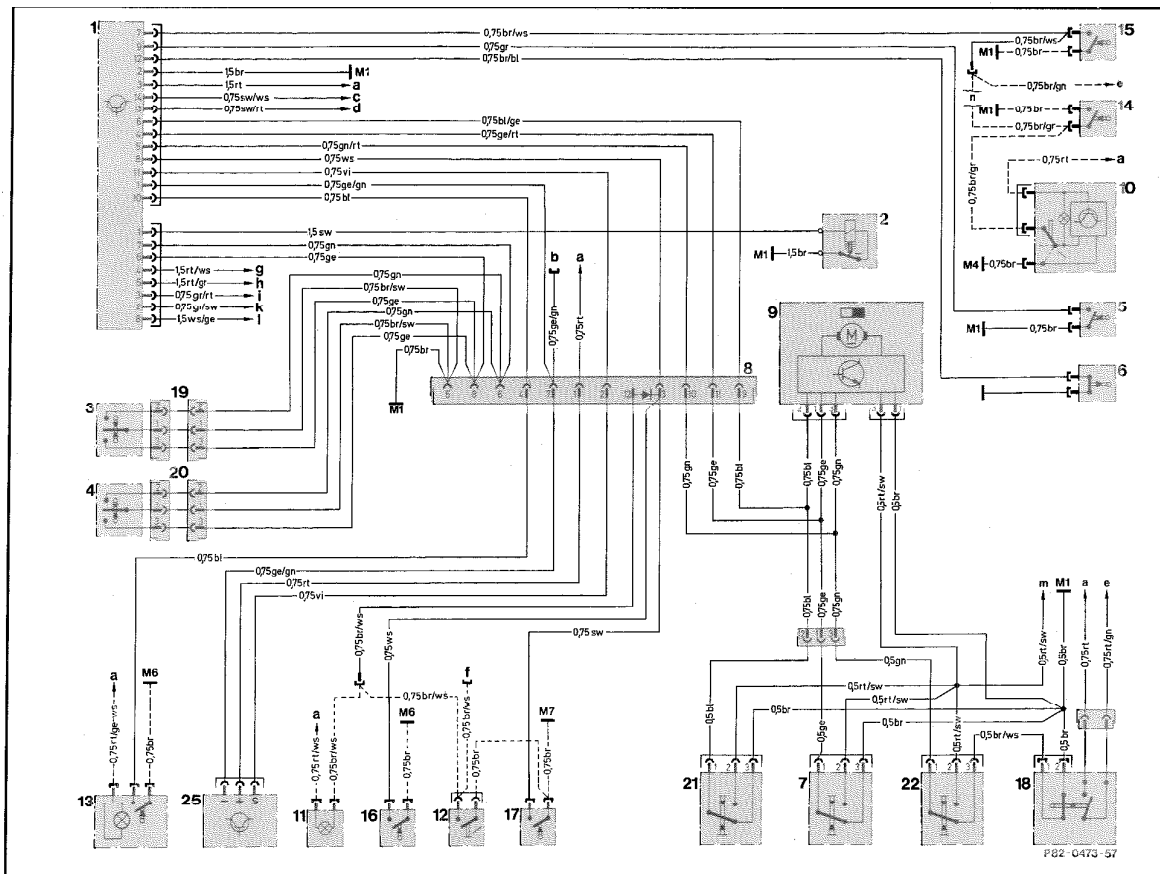 1
0,75br/ws
0,75gr
0,75br/bl
1,5br
M1
1,5rt
a
0,75sw/ws
c
0,75sw/rt
d
0,75bl/ge
0,75ge/rt
0,75gn/rt
0,75ws
0,75vi
0,75ge/gn
0,75bl
15
0,75br/ws
M1
0,75br
0,75br/gn
e
n
14
M1
0,75br
0,75br/gr
0,75br/gr
0,75rt
a
10
M4
0,75br
1,5sw
0,75gn
0,75ge
1,5rt/ws
g
1,5rt/gr
h
0,75gr/rt
i
0,75gr/sw
k
1,5ws/ge
l
0,75gn
0,75br/sw
0,75ge
0,75gn
0,75br/sw
0,75ge
0,75br
M1
b
0,75ge/gn
a
0,75rt
2
M1
1,5br
9
M
5
M1
0,75br
6
8
3
19
4
20
0,75gn
0,75ge
0,75bl
0,75bl
0,75ge
0,75gn
0,5rt/sw
0,5br
0,75bl
0,75ge/gn
0,75rt
0,75vi
0,75br/ws
0,75ws
0,75sw
0,75bl
0,75ge
0,75gn
0,5gn
m
M1
a
e
0,5rt/sw
0,5br
0,75rt
0,75rt/gn
a
0,75rt/ge-ws
M6
0,75br
a
0,75rt/ws
0,75br/ws
0,75br/ws
M6
0,75br
f
0,75br/ws
0,75br
M7
0,75br
0,5bl
0,5rt/sw
0,5rt/sw
0,5br
0,5ge
0,5br
0,5rt/sw
0,5br/ws
0,5br
13
25
11
16
12
17
21
7
22
18
P82-0473-57